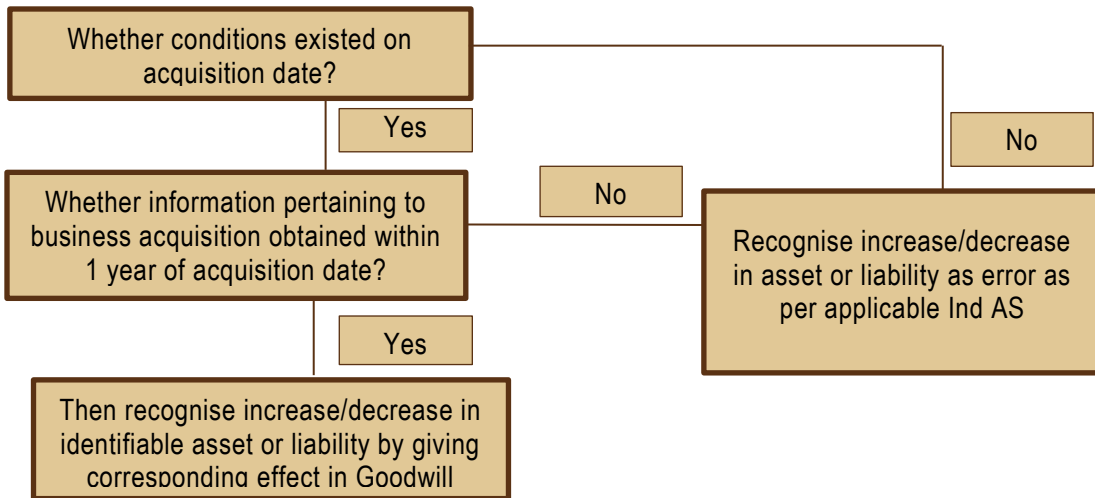 Whether conditions existed on
acquisition date?
Yes
No
Whether information pertaining to
business acquisition obtained within
1 year of acquisition date?
No
Recognise increase/decrease
in asset or liability as error as
per applicable Ind AS
Yes
Then recognise increase/decrease in
identifiable asset or liability by giving
corresponding effect in Goodwill